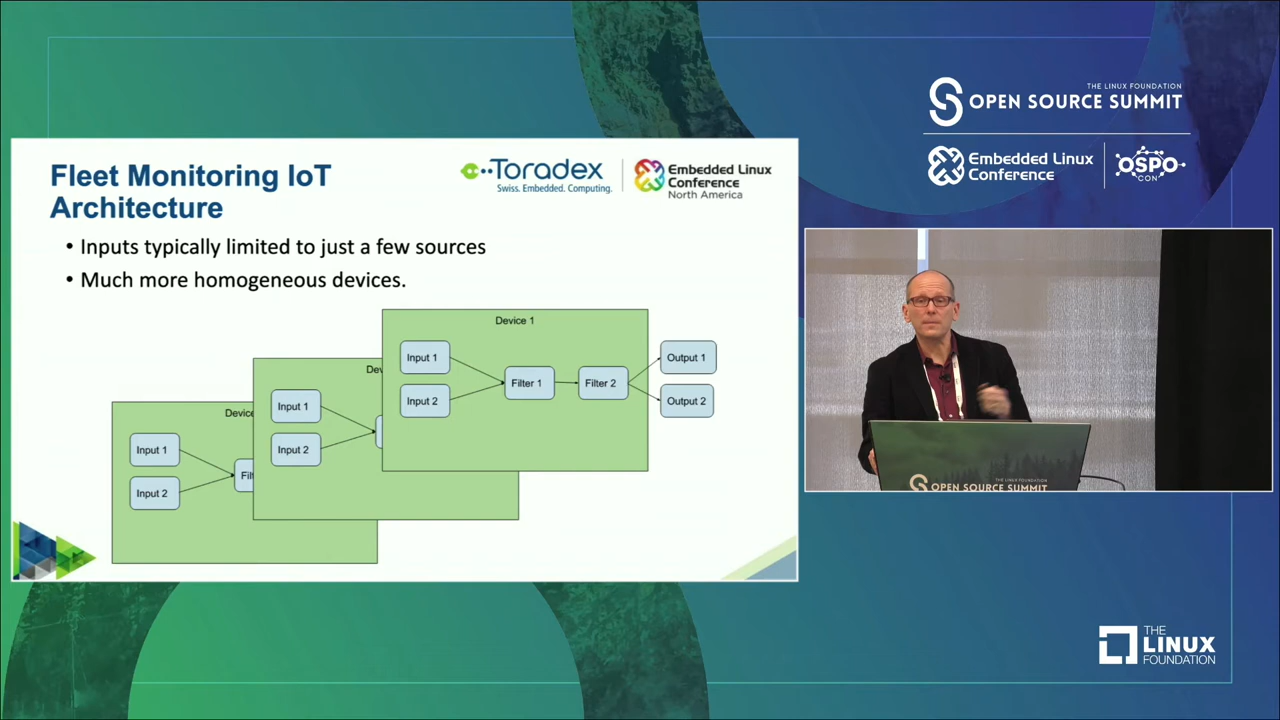 THE LINUX FOUNDATION
OPEN SOURCE SUMMIT
Embedded Linux
Conference
OSPO
CON
Fleet Monitoring IoT
Architecture
Toradex
Swiss. Embedded. Computing.
Embedded Linux
Conference
North America
• Inputs typically limited to just a few sources
• Much more homogeneous devices.
Device 1
Input 1
Input 2
Filter 1
Filter 2
Output 1
Output 2
Dev
Input 1
Input 2
Device
Input 1
Input 2
Filt
OPEN SOURCE SUMMIT
THE
LINUX
FOUNDATION